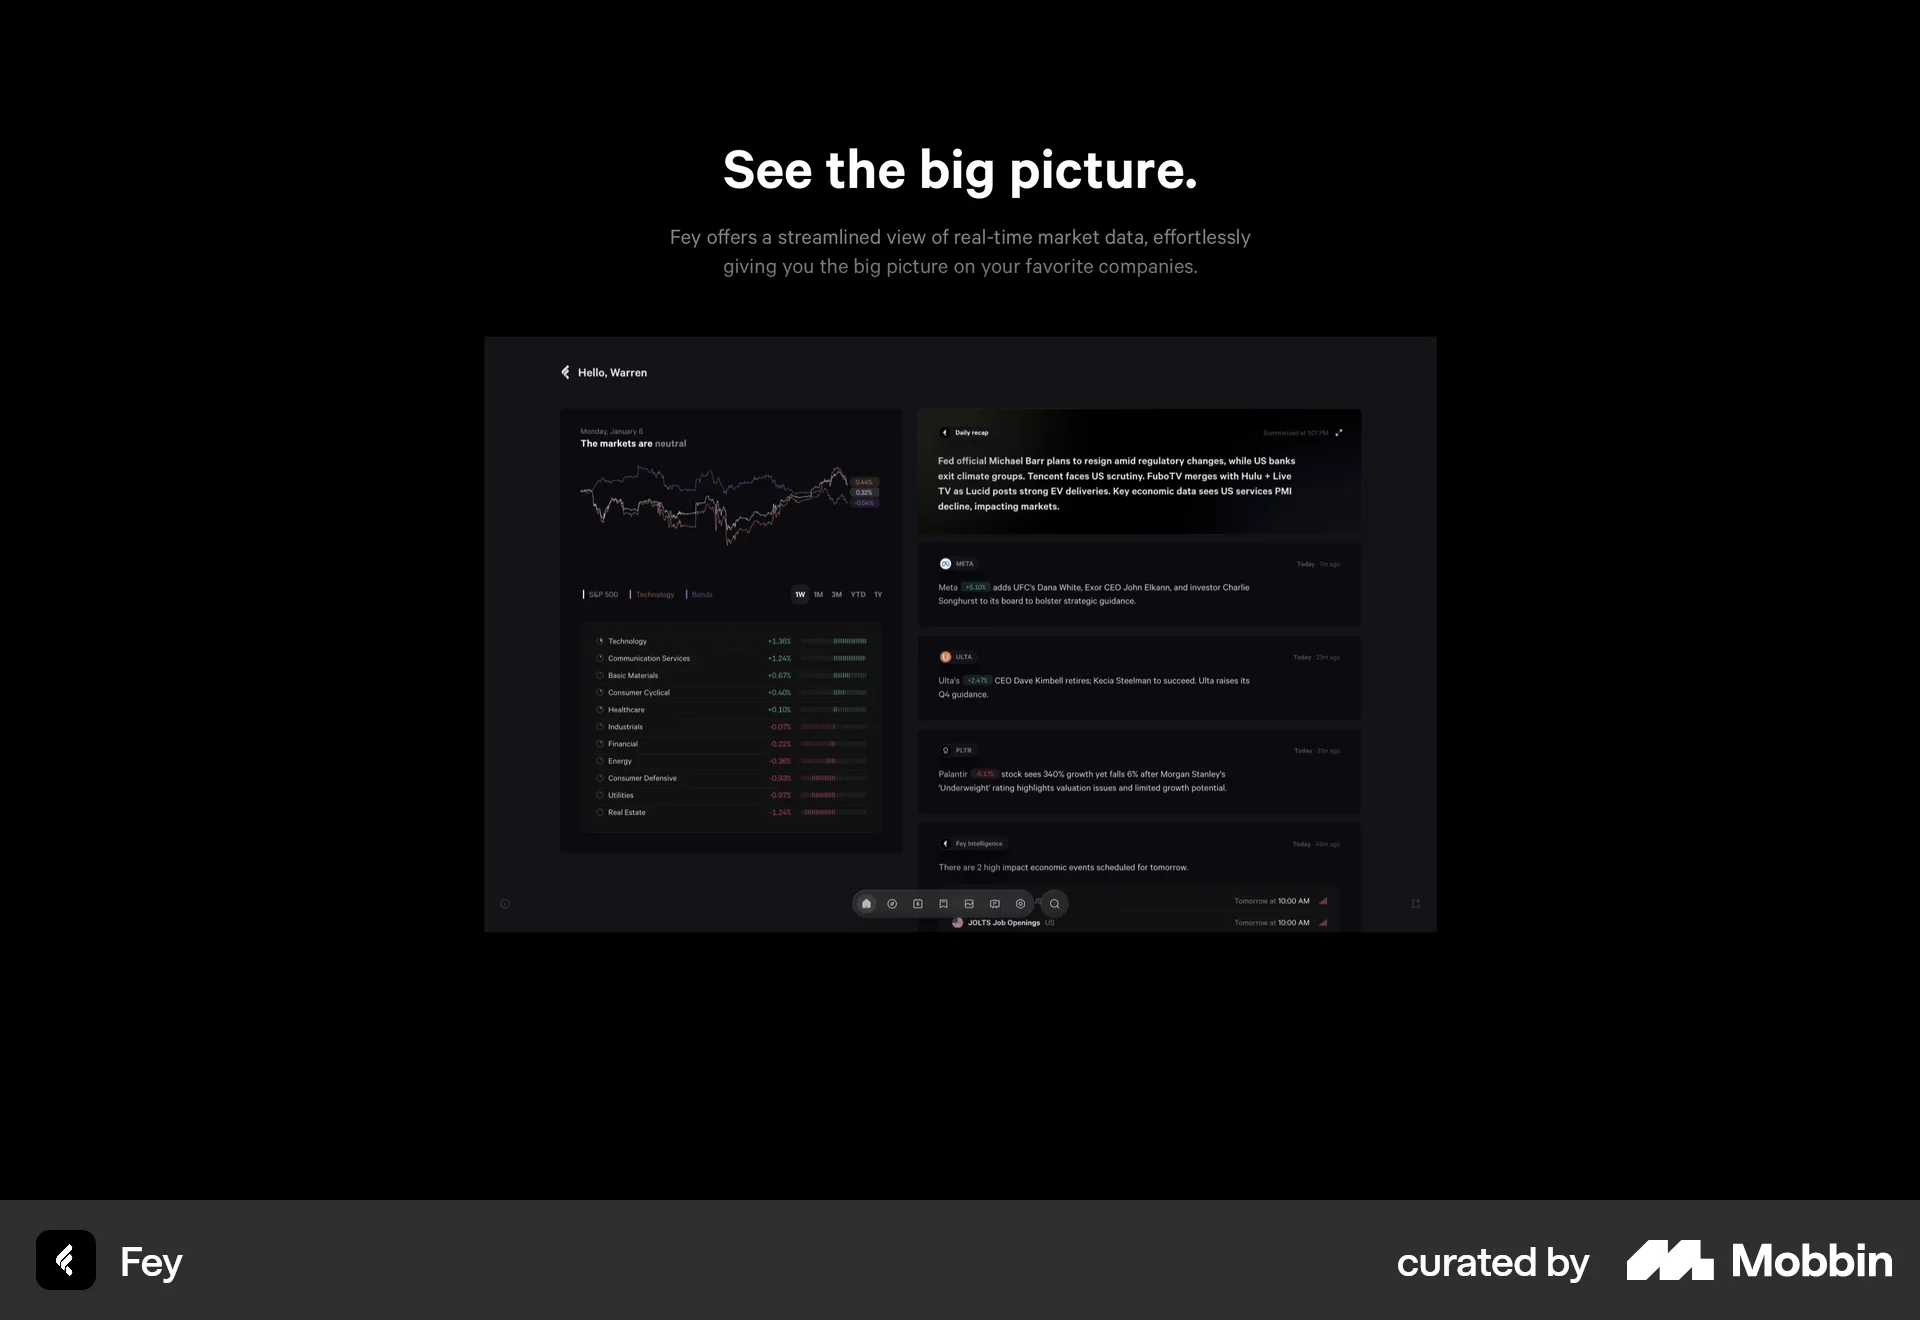 See the big picture.
Fey offers a streamlined view of real-time market data, effortlessly
giving you the big picture on your favorite companies.
Hello, Warren
Monday, January 6
The markets are neutral
0.44%
0.32%
-0.54%
S&P 500
Technology
Bonds
1W 1M 3M YTD 1Y
Technology +1.36%
Communication Services +1.24%
Basic Materials +0.67%
Consumer Cyclical +0.40%
Healthcare +0.10%
Industrials -0.07%
Financial -0.22%
Energy -0.36%
Consumer Defensive -0.93%
Utilities -0.97%
Real Estate -1.24%
Daily recap
Summarized at 1:01 PM
Fed official Michael Barr plans to resign amid regulatory changes, while US banks
exit climate groups. Tencent faces US scrutiny. FuboTV merges with Hulu + Live
TV as Lucid posts strong EV deliveries. Key economic data sees US services PMI
decline, impacting markets.
META
Today · 7m ago
Meta +5.10% adds UFC's Dana White, Exor CEO John Elkann, and investor Charlie
Songhurst to its board to bolster strategic guidance.
ULTA
Today · 23m ago
Ulta's +2.47% CEO Dave Kimbell retires; Kecia Steelman to succeed. Ulta raises its
Q4 guidance.
PLTR
Today · 31m ago
Palantir -6.17% stock sees 340% growth yet falls 6% after Morgan Stanley's
'Underweight' rating highlights valuation issues and limited growth potential.
Fey Intelligence
Today · 49m ago
There are 2 high impact economic events scheduled for tomorrow.
US Tomorrow at 10:00 AM
JOLTS Job Openings US Tomorrow at 10:00 AM
Fey
curated by Mobbin